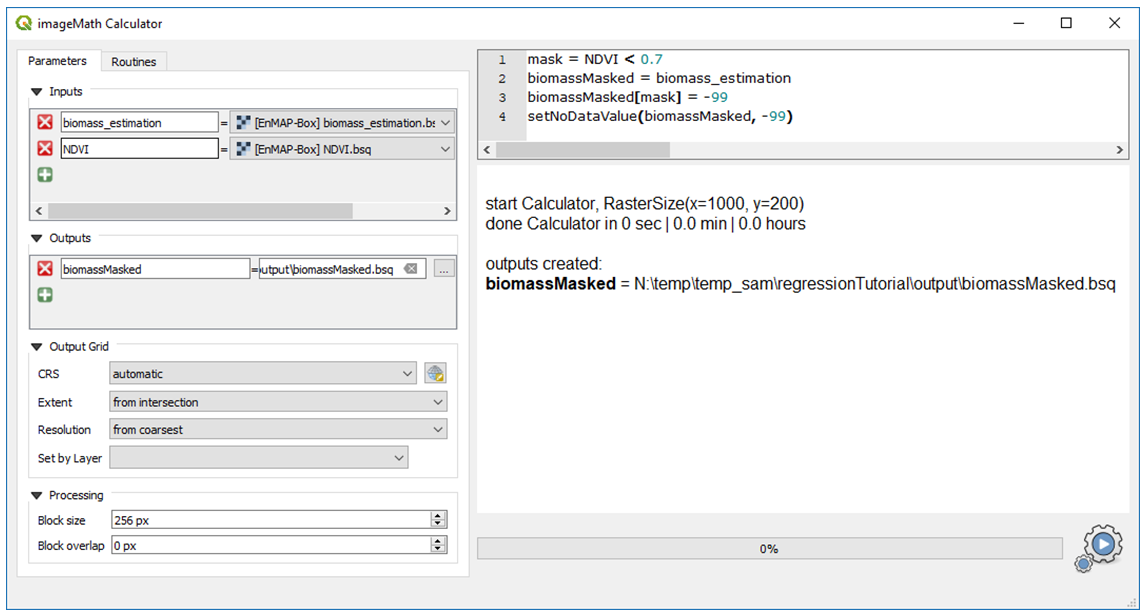 imageMath Calculator
Parameters
Routines
Inputs
biomass_estimation = [EnMAP-Box] biomass_estimation.bs
NDVI = [EnMAP-Box] NDVI.bsq
Outputs
biomassMasked = output\biomassMasked.bsq ...
Output Grid
CRS automatic
Extent from intersection
Resolution from coarsest
Set by Layer
Processing
Block size 256 px
Block overlap 0 px
1 mask = NDVI < 0.7
2 biomassMasked = biomass_estimation
3 biomassMasked[mask] = -99
4 setNoDataValue(biomassMasked, -99)
start Calculator, RasterSize(x=1000, y=200)
done Calculator in 0 sec | 0.0 min | 0.0 hours
outputs created:
biomassMasked = N:\temp\temp_sam\regressionTutorial\output\biomassMasked.bsq
0%